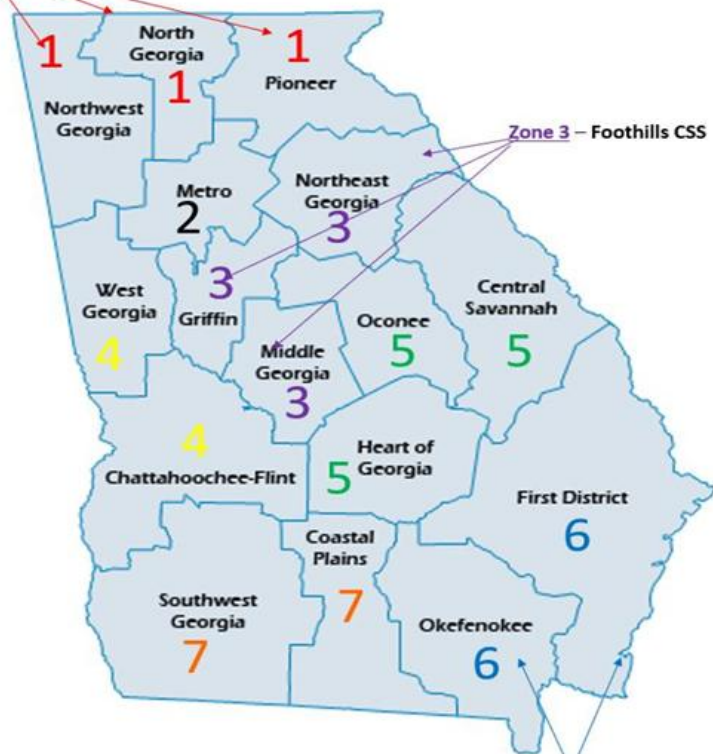 North
Georgia
1
1
1
Pioneer
Northwest
Georgia
Zone 3 – Foothills CSS
Metro
2
Northeast
Georgia
3
3
Griffin
West
Georgia
4
Central
Savannah
5
Oconee
5
Middle
Georgia
3
4
Chattahoochee-Flint
Heart of
Georgia
5
First District
6
Coastal
Plains
7
Southwest
Georgia
7
Okefenokee
6